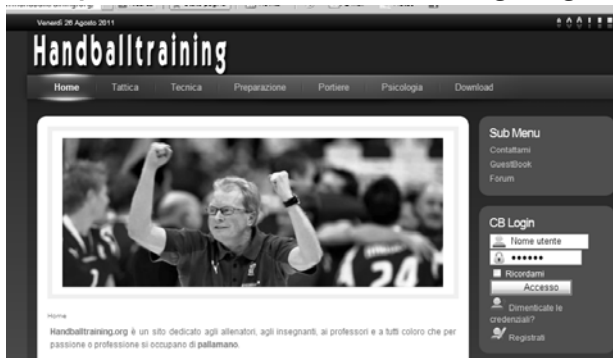 Venerdì 26 Agosto 2011
Handballtraining
Home Tattica Tecnica Preparazione Portiere Psicologia Download
Sub Menu
Contattami
GuestBook
Forum
24
CB Login
Nome utente
••••••
Ricordami
Accesso
Dimenticate le
credenziali?
Registrati
Home
Handballtraining.org è un sito dedicato agli allenatori, agli insegnanti, ai professori e a tutti coloro che per
passione o professione si occupano di pallamano.